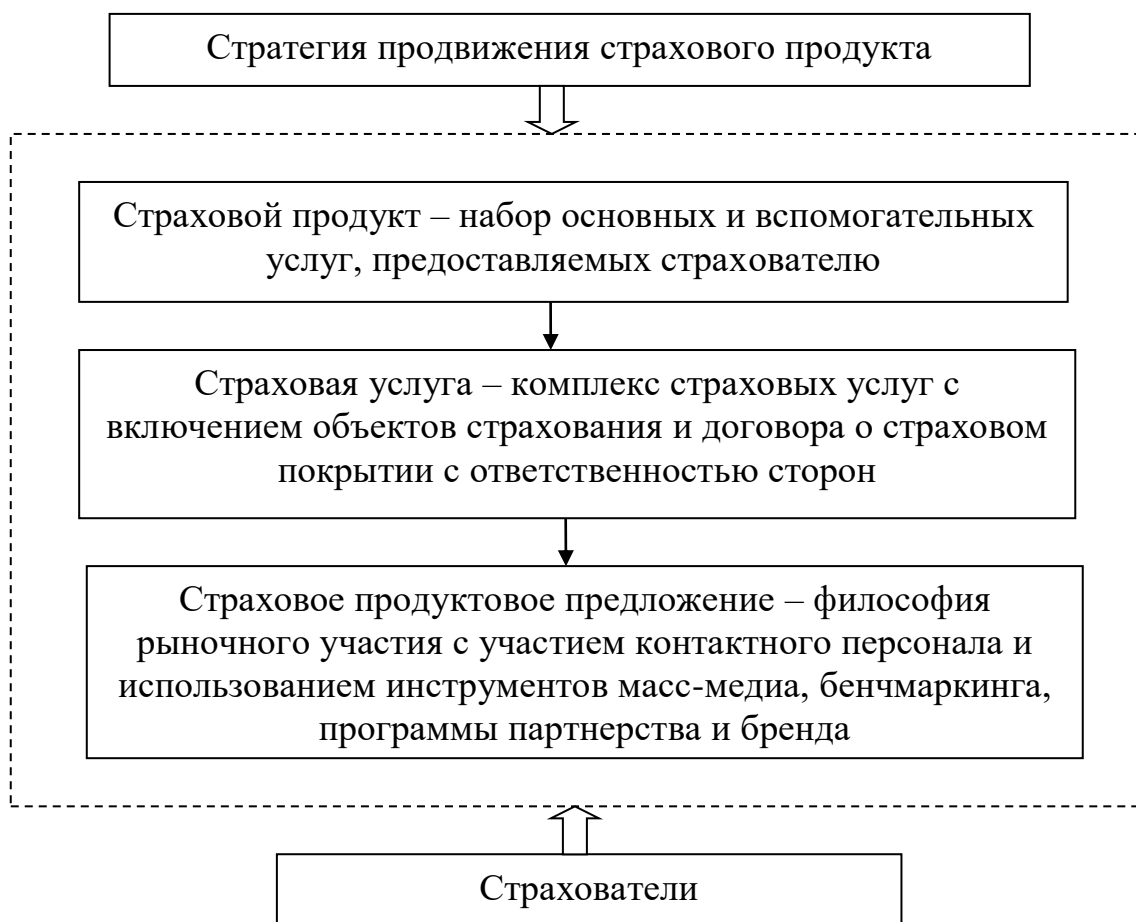 Стратегия продвижения страхового продукта
Страховой продукт – набор основных и вспомогательных
услуг, предоставляемых страхователю
Страховая услуга – комплекс страховых услуг с
включением объектов страхования и договора о страховом
покрытии с ответственностью сторон
Страховое продуктовое предложение – философия
рыночного участия с участием контактного персонала и
использованием инструментов масс-медиа, бенчмаркинга,
программы партнерства и бренда
Страхователи